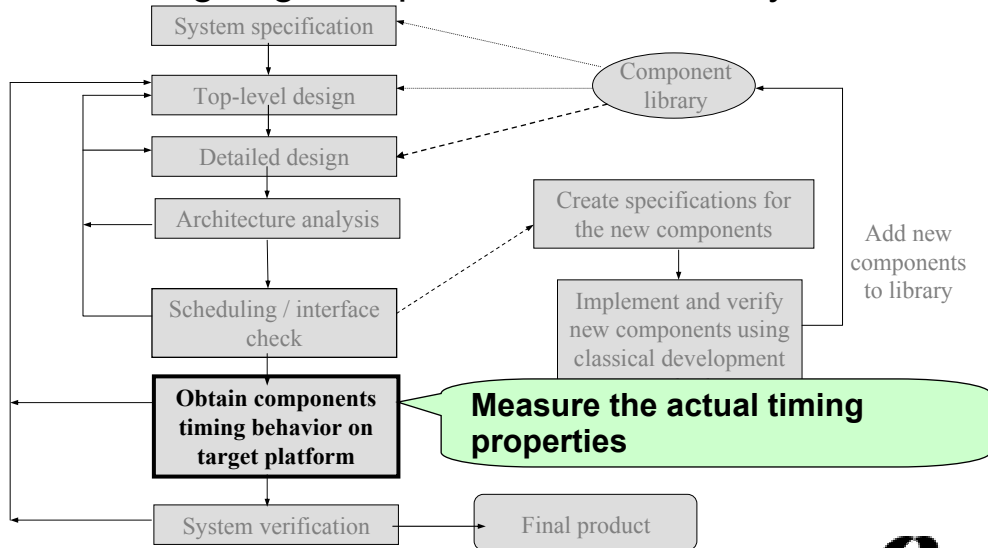 System specification
Component
library
Top-level design
Detailed design
Create specifications for
the new components
Architecture analysis
Add new
components
to library
Scheduling / interface
check
Implement and verify
new components using
classical development
Obtain components
timing behavior on
target platform
Measure the actual timing
properties
System verification
Final product